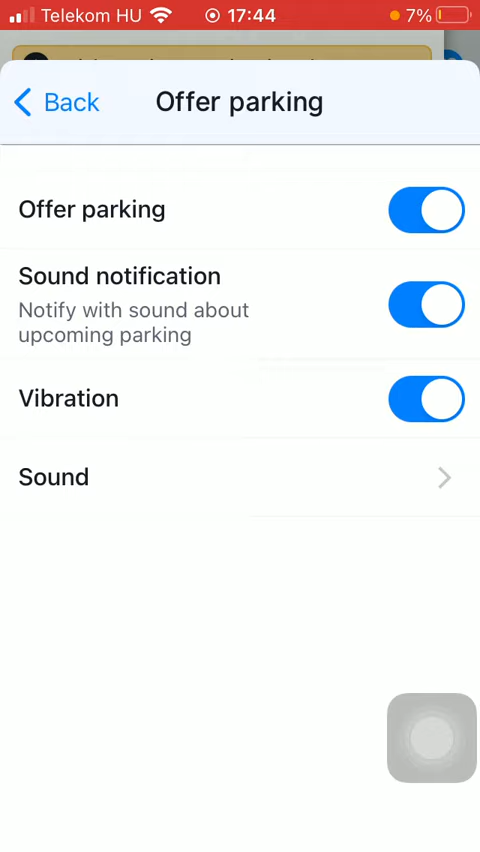 Telekom HU 17:44 7%
Back Offer parking
Offer parking
Sound notification
Notify with sound about
upcoming parking
Vibration
Sound